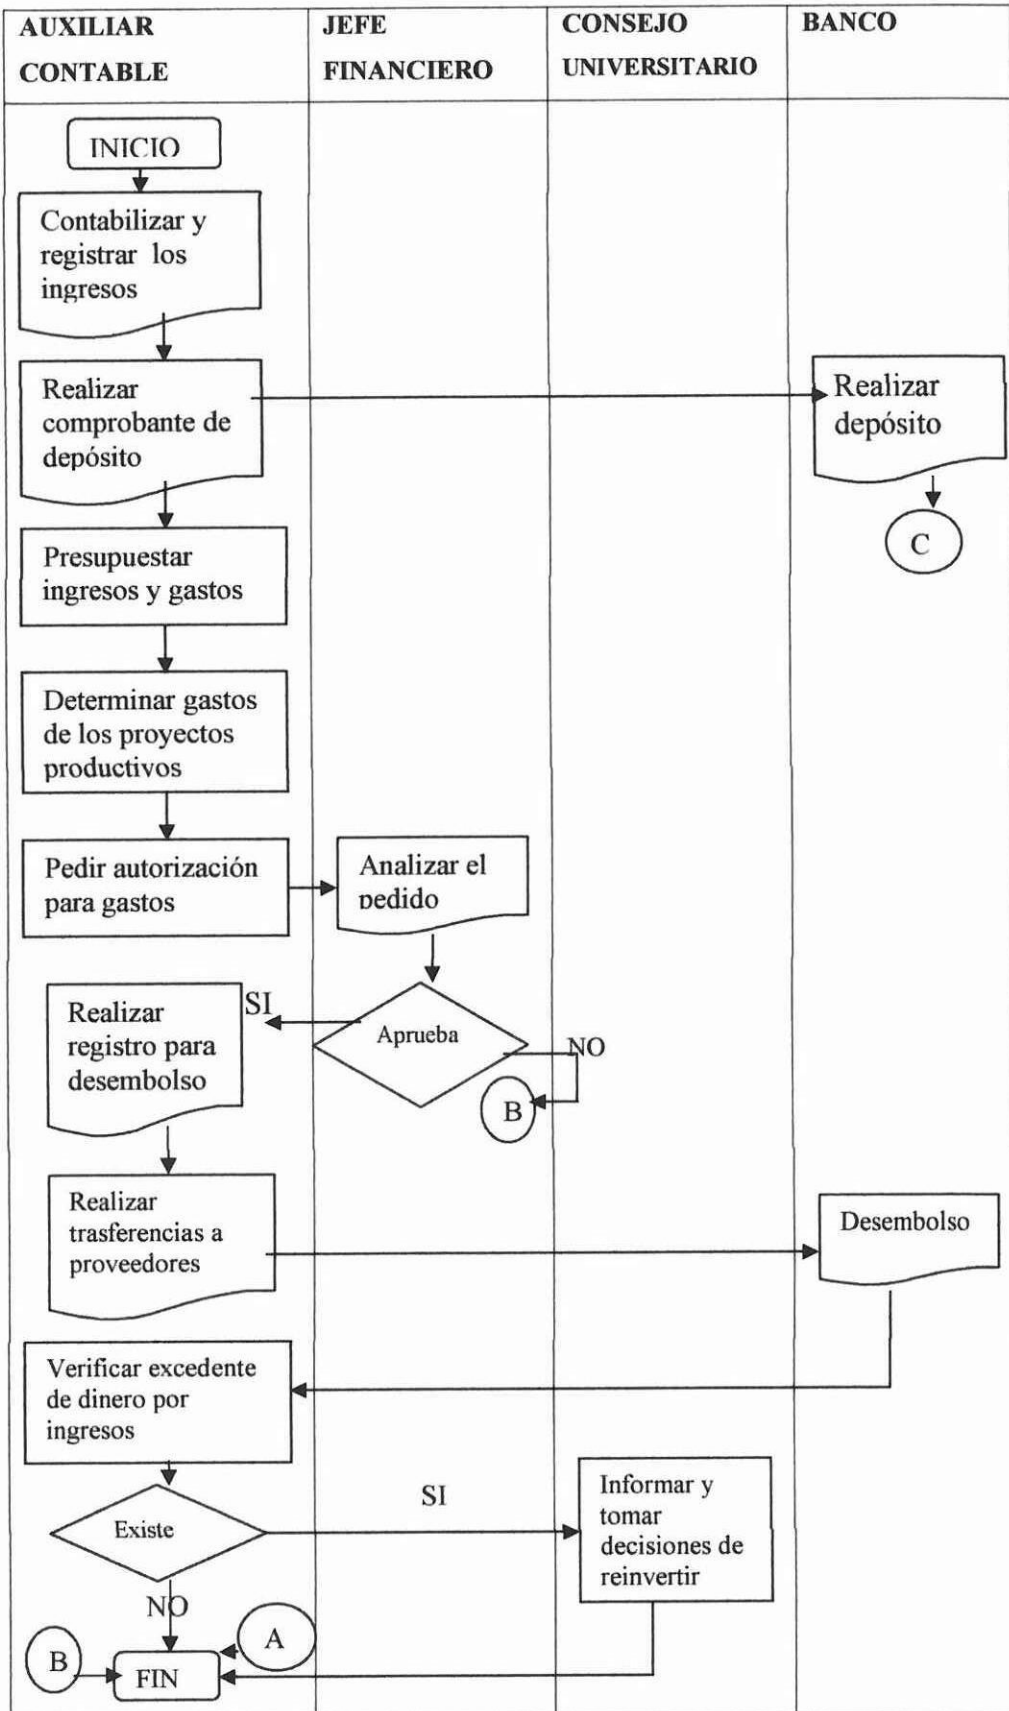 AUXILIAR
CONTABLE
JEFE
FINANCIERO
CONSEJO
UNIVERSITARIO
BANCO
INICIO
Contabilizar y
registrar los
ingresos
Realizar
comprobante de
depósito
Realizar
depósito
C
Presupuestar
ingresos y gastos
Determinar gastos
de los proyectos
productivos
Pedir autorización
para gastos
Analizar el
pedido
Aprueba
SI
NO
B
Realizar
registro para
desembolso
Realizar
trasferencias a
proveedores
Desembolso
Verificar excedente
de dinero por
ingresos
Existe
SI
Informar y
tomar
decisiones de
reinvertir
NO
A
B
FIN